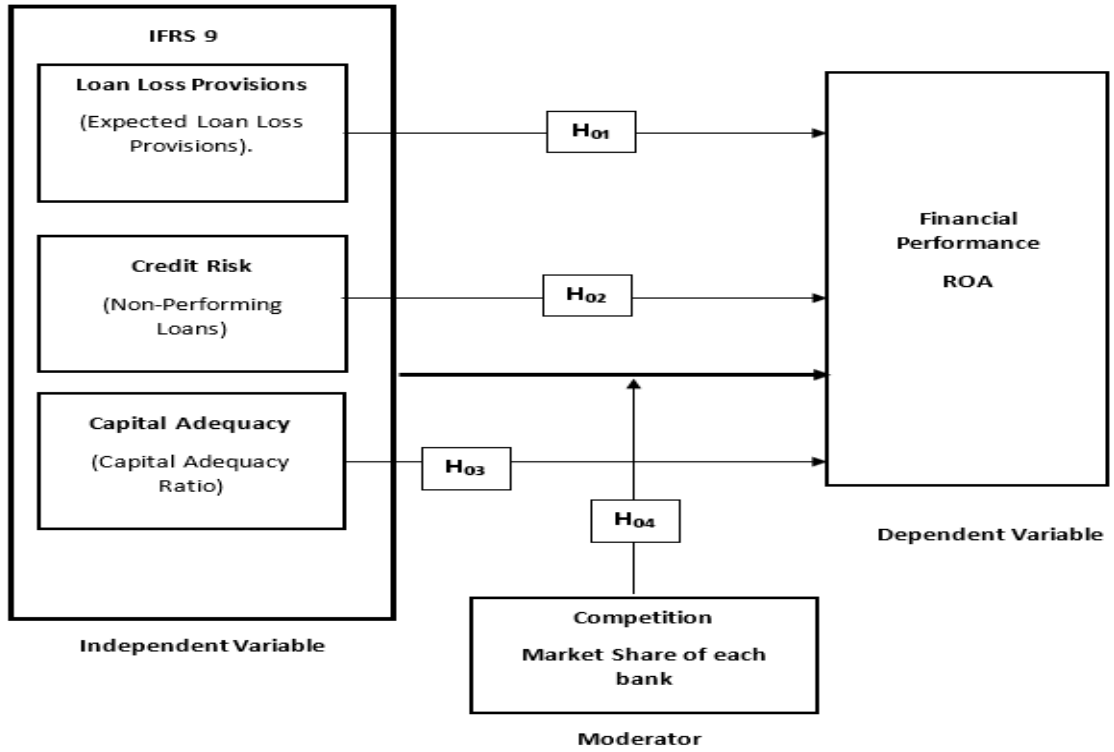 IFRS 9
Loan Loss Provisions
(Expected Loan Loss
Provisions).
H01
Credit Risk
(Non-Performing
Loans)
H02
Capital Adequacy
(Capital Adequacy
Ratio)
H03
H04
Financial
Performance
ROA
Dependent Variable
Independent Variable
Competition
Market Share of each
bank
Moderator